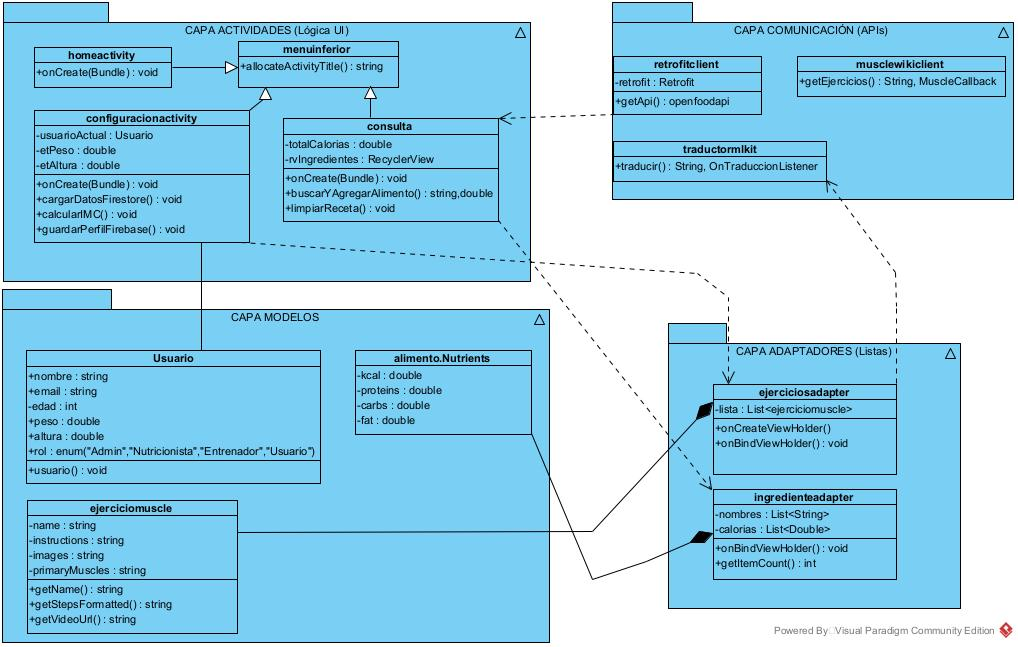 CAPA ACTIVIDADES (Lógica UI)
homeactivity
+onCreate(Bundle) : void
menuinferior
+allocateActivityTitle() : string
configuracionactivity
-usuarioActual : Usuario
-etPeso : double
-etAltura : double
+onCreate(Bundle) : void
+cargarDatosFirestore() : void
+calcularIMC() : void
+guardarPerfilFirebase() : void
consulta
-totalCalorias : double
-rvIngredientes : RecyclerView
+onCreate(Bundle) : void
+buscarYAgregarAlimento() : string,double
+limpiarReceta() : void
CAPA COMUNICACIÓN (APIs)
retrofitclient
-retrofit : Retrofit
+getApi() : openfoodapi
musclewikiclient
+getEjercicios() : String, MuscleCallback
traductormlkit
+traducir() : String, OnTraduccionListener
CAPA MODELOS
Usuario
+nombre : string
+email : string
-edad : int
+peso : double
+altura : double
+rol : enum("Admin","Nutricionista","Entrenador","Usuario")
+usuario() : void
alimento.Nutrients
-kcal : double
-proteins : double
-carbs : double
-fat : double
ejerciciomuscle
-name : string
-instructions : string
-images : string
-primaryMuscles : string
+getName() : string
+getStepsFormatted() : string
+getVideoUrl() : string
CAPA ADAPTADORES (Listas)
ejerciciosadapter
-lista : List<ejerciciomuscle>
+onCreateViewHolder()
+onBindViewHolder() : void
ingredienteadapter
-nombres : List<String>
-calorias : List<Double>
+onBindViewHolder() : void
+getItemCount() : int
Powered By Visual Paradigm Community Edition